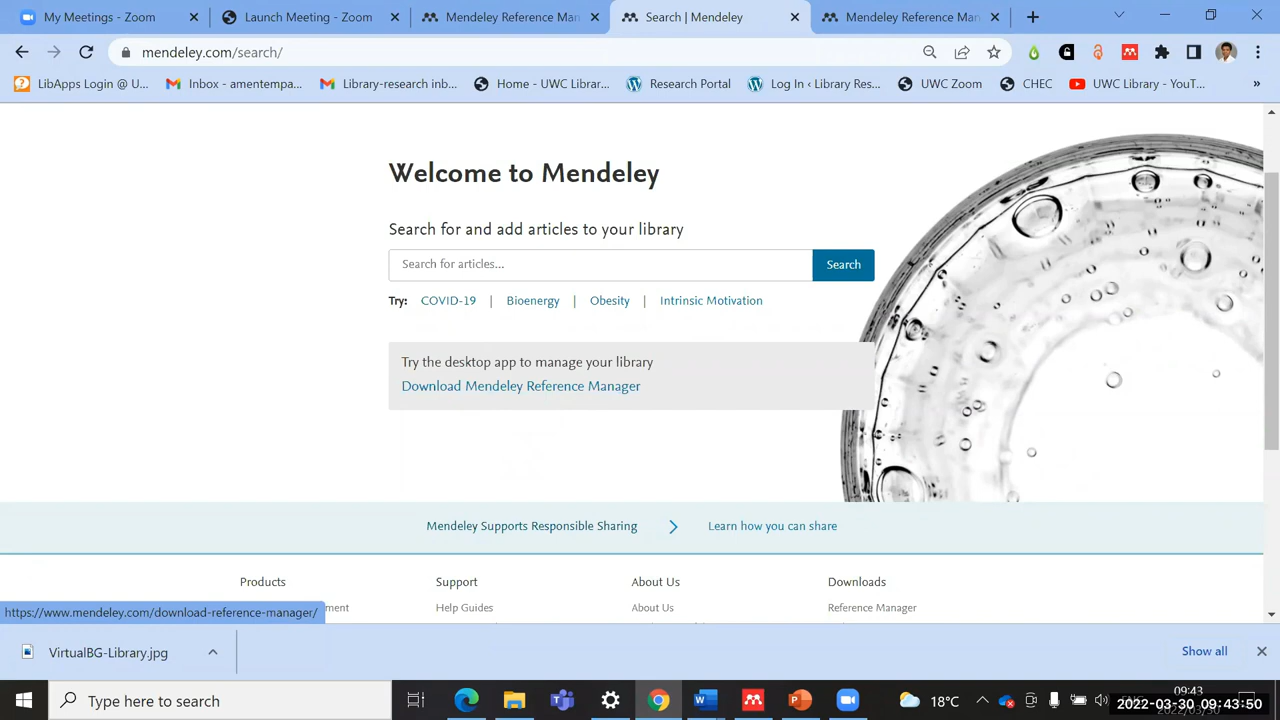 My Meetings - Zoom
Launch Meeting - Zoom
Mendeley Reference Man
Search | Mendeley
Mendeley Reference Man
mendeley.com/search/
LibApps Login @ U...
Inbox - amentempa...
Library-research inb...
Home - UWC Librar...
Research Portal
Log In ‹ Library Res...
UWC Zoom
CHEC
UWC Library - YouT...
»
Welcome to Mendeley
Search for and add articles to your library
Search for articles...
Search
Try: COVID-19 | Bioenergy | Obesity | Intrinsic Motivation
Try the desktop app to manage your library
Download Mendeley Reference Manager
Mendeley Supports Responsible Sharing
Learn how you can share
Products
Support
About Us
Downloads
https://www.mendeley.com/download-reference-manager/
ment
Help Guides
About Us
Reference Manager
VirtualBG-Library.jpg
Show all
Type here to search
18°C
09:43
2022-03-30 09:43:50